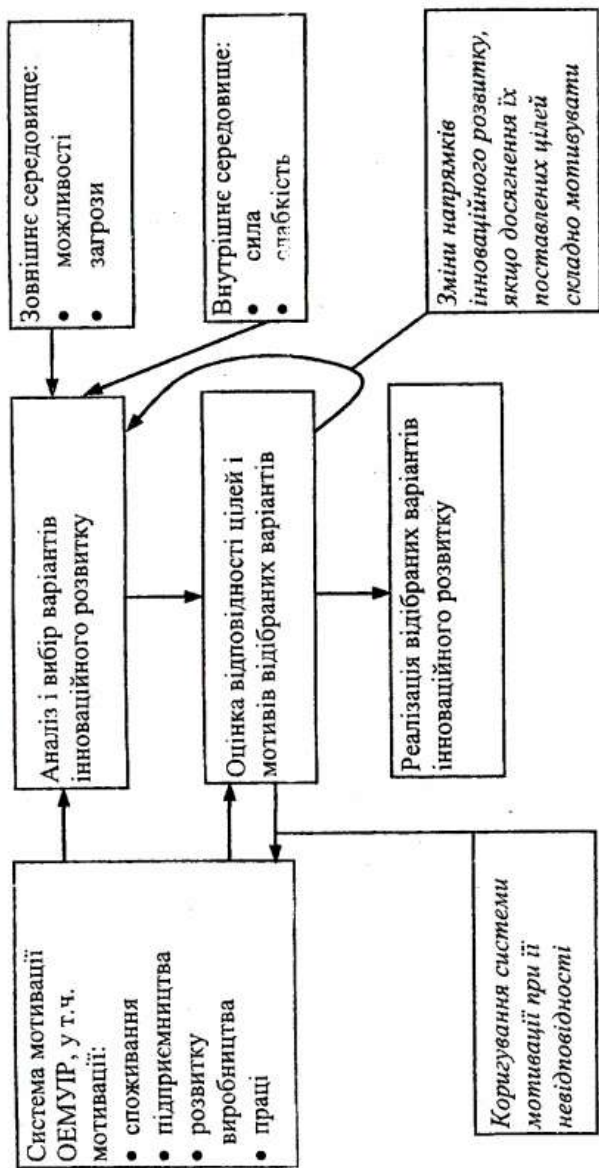 Система мотивації
ОЕМУІР, у т.ч.
мотивації:
• споживання
• підприємництва
• розвитку
виробництва
• праці
Коригування системи
мотивації при її
невідповідності
Аналіз і вибір варіантів
інноваційного розвитку
Оцінка відповідності цілей і
мотивів відібраних варіантів
Реалізація відібраних варіантів
інноваційного розвитку
Зовнішнє середовище:
• можливості
• загрози
Внутрішнє середовище:
• сила
• слабкість
Зміни напрямків
інноваційного розвитку,
якщо досягнення їх
поставлених цілей
складно мотивувати